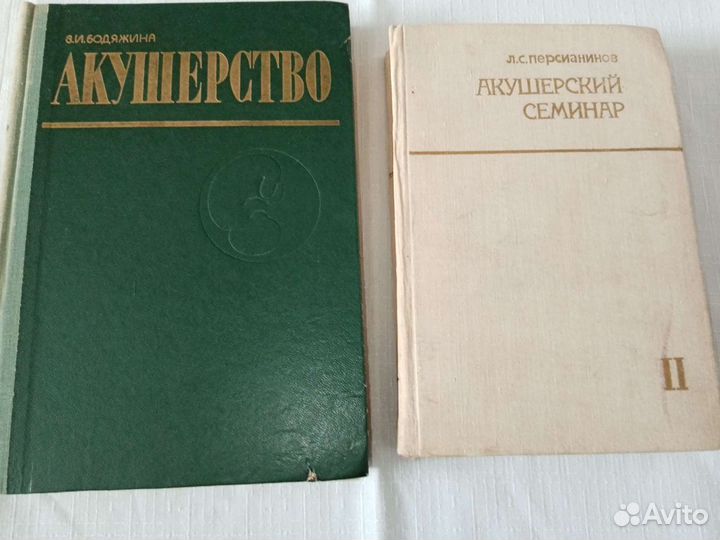 В.И.БОДЯЖИНА
АКУШЕРСТВО
Л.С.ПЕРСИАНИНОВ
АКУШЕРСКИЙ
СЕМИНАР
II
Avito